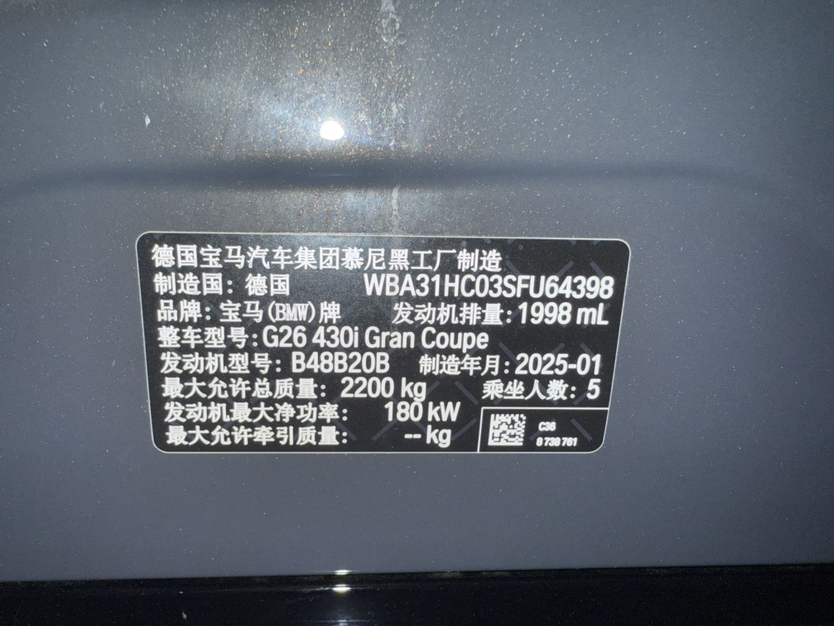 德国宝马汽车集团慕尼黑工厂制造
制造国：德国 WBA31HC03SFU64398
品牌：宝马(BMW)牌 发动机排量：1998 mL
整车型号:G26 430i Gran Coupe
发动机型号：B48B20B 制造年月：2025-01
最大允许总质量：2200 kg 乘坐人数：5
发动机最大净功率： 180 kW
最大允许牵引质量： -- kg
C36
9 738 761